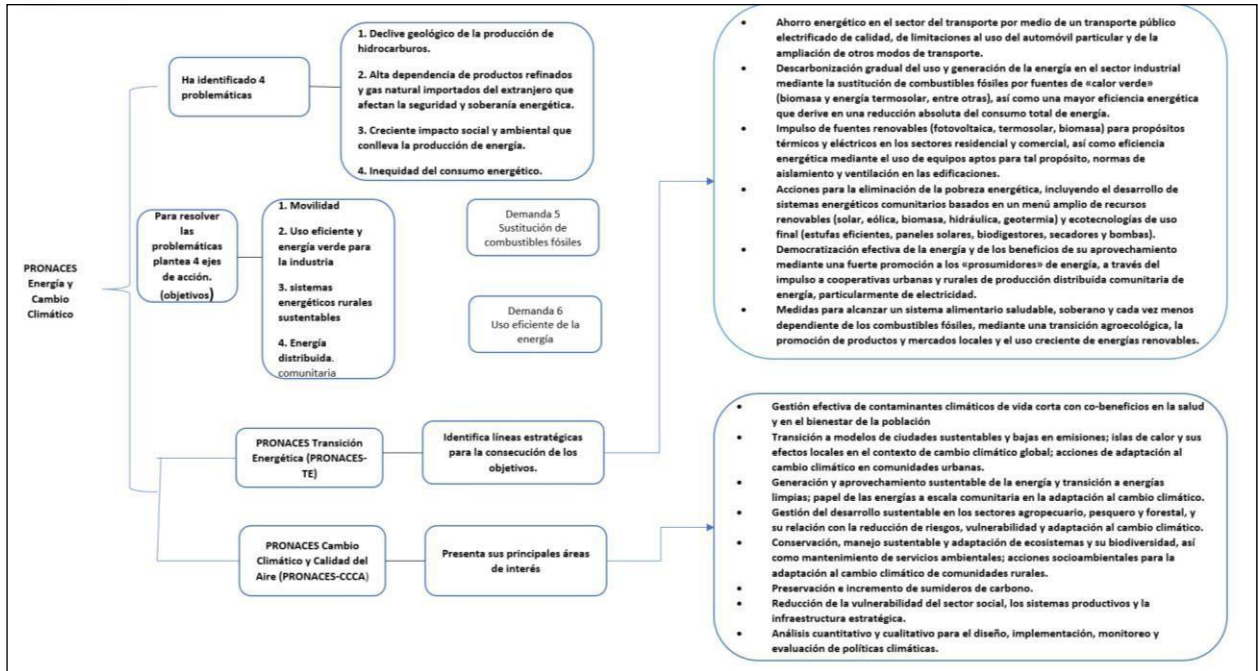 PRONACES
Energía y
Cambio
Climático
Ha identificado 4
problemáticas
1. Declive geológico de la producción de
hidrocarburos.
2. Alta dependencia de productos refinados
y gas natural importados del extranjero que
afectan la seguridad y soberanía energética.
3. Creciente impacto social y ambiental que
conlleva la producción de energía.
4. Inequidad del consumo energético.
Para resolver
las
problemáticas
plantea 4 ejes
de acción.
(objetivos)
1. Movilidad
2. Uso eficiente y
energía verde para
la industria
3. sistemas
energéticos rurales
sustentables
4. Energía
distribuida.
comunitaria
Demanda 5
Sustitución de
combustibles fósiles
Demanda 6
Uso eficiente de la
energía
PRONACES Transición
Energética (PRONACES-
TE)
Identifica líneas estratégicas
para la consecución de los
objetivos.
PRONACES Cambio
Climático y Calidad del
Aire (PRONACES-CCCA)
Presenta sus principales áreas
de interés
• Ahorro energético en el sector del transporte por medio de un transporte público
electrificado de calidad, de limitaciones al uso del automóvil particular y de la
ampliación de otros modos de transporte.
• Descarbonización gradual del uso y generación de la energía en el sector industrial
mediante la sustitución de combustibles fósiles por fuentes de «calor verde»
(biomasa y energía termosolar, entre otras), así como una mayor eficiencia energética
que derive en una reducción absoluta del consumo total de energía.
• Impulso de fuentes renovables (fotovoltaica, termosolar, biomasa) para propósitos
térmicos y eléctricos en los sectores residencial y comercial, así como eficiencia
energética mediante el uso de equipos aptos para tal propósito, normas de
aislamiento y ventilación en las edificaciones.
• Acciones para la eliminación de la pobreza energética, incluyendo el desarrollo de
sistemas energéticos comunitarios basados en un menú amplio de recursos
renovables (solar, eólica, biomasa, hidráulica, geotermia) y ecotecnologías de uso
final (estufas eficientes, paneles solares, biodigestores, secadores y bombas).
• Democratización efectiva de la energía y de los beneficios de su aprovechamiento
mediante una fuerte promoción a los «prosumidores» de energía, a través del
impulso a cooperativas urbanas y rurales de producción distribuida comunitaria de
energía, particularmente de electricidad.
• Medidas para alcanzar un sistema alimentario saludable, soberano y cada vez menos
dependiente de los combustibles fósiles, mediante una transición agroecológica, la
promoción de productos y mercados locales y el uso creciente de energías renovables.
• Gestión efectiva de contaminantes climáticos de vida corta con co-beneficios en la salud
y en el bienestar de la población
• Transición a modelos de ciudades sustentables y bajas en emisiones; islas de calor y sus
efectos locales en el contexto de cambio climático global; acciones de adaptación al
cambio climático en comunidades urbanas.
• Generación y aprovechamiento sustentable de la energía y transición a energías
limpias; papel de las energías a escala comunitaria en la adaptación al cambio climático.
• Gestión del desarrollo sustentable en los sectores agropecuario, pesquero y forestal, y
su relación con la reducción de riesgos, vulnerabilidad y adaptación al cambio climático.
• Conservación, manejo sustentable y adaptación de ecosistemas y su biodiversidad, así
como mantenimiento de servicios ambientales; acciones socioambientales para la
adaptación al cambio climático de comunidades rurales.
• Preservación e incremento de sumideros de carbono.
• Reducción de la vulnerabilidad del sector social, los sistemas productivos y la
infraestructura estratégica.
• Análisis cuantitativo y cualitativo para el diseño, implementación, monitoreo y
evaluación de políticas climáticas.